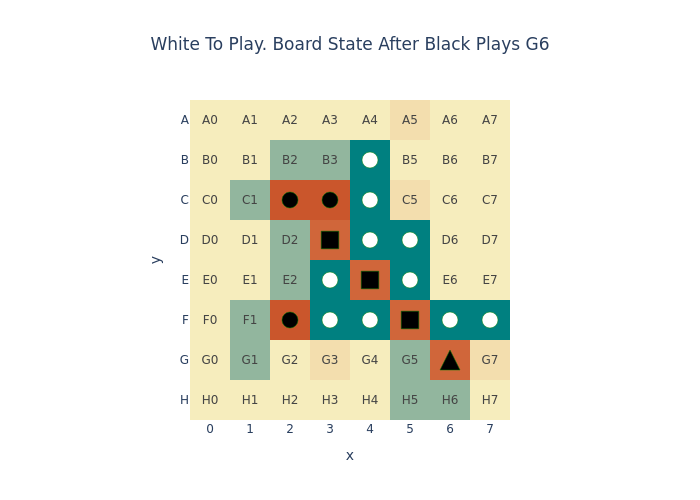 White To Play. Board State After Black Plays G6
A A0 A1 A2 A3 A4 A5 A6 A7
B B0 B1 B2 B3 B5 B6 B7
C C0 C1 C5 C6 C7
D D0 D1 D2 D6 D7
E E0 E1 E2 E6 E7
F F0 F1
G G0 G1 G2 G3 G4 G5 G7
H H0 H1 H2 H3 H4 H5 H6 H7
0 1 2 3 4 5 6 7
x
y